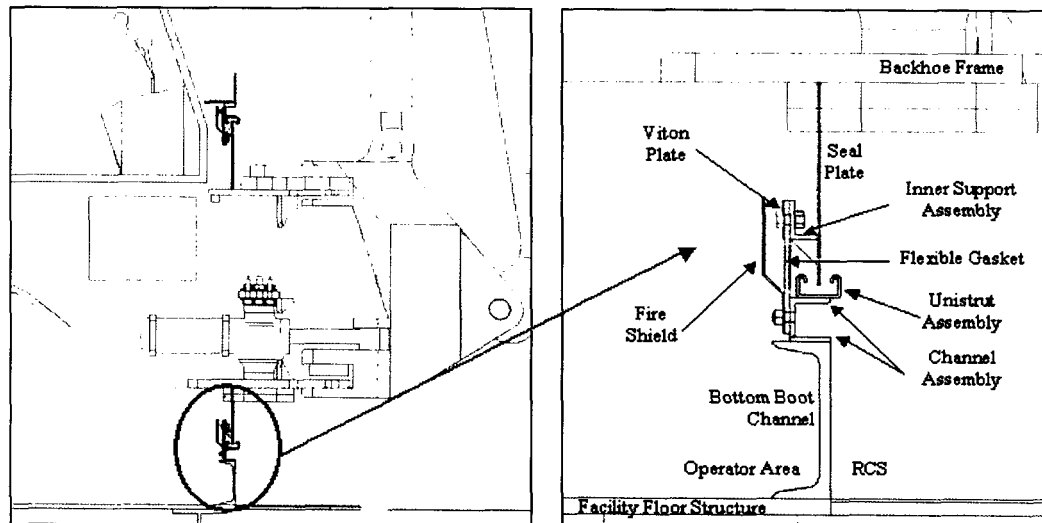 Backhoe Frame
Viton
Plate
Seal
Plate
Inner Support
Assembly
Flexible Gasket
Unistrut
Assembly
Fire
Shield
Channel
Assembly
Bottom Boot
Channel
Operator Area
RCS
Facility Floor Structure